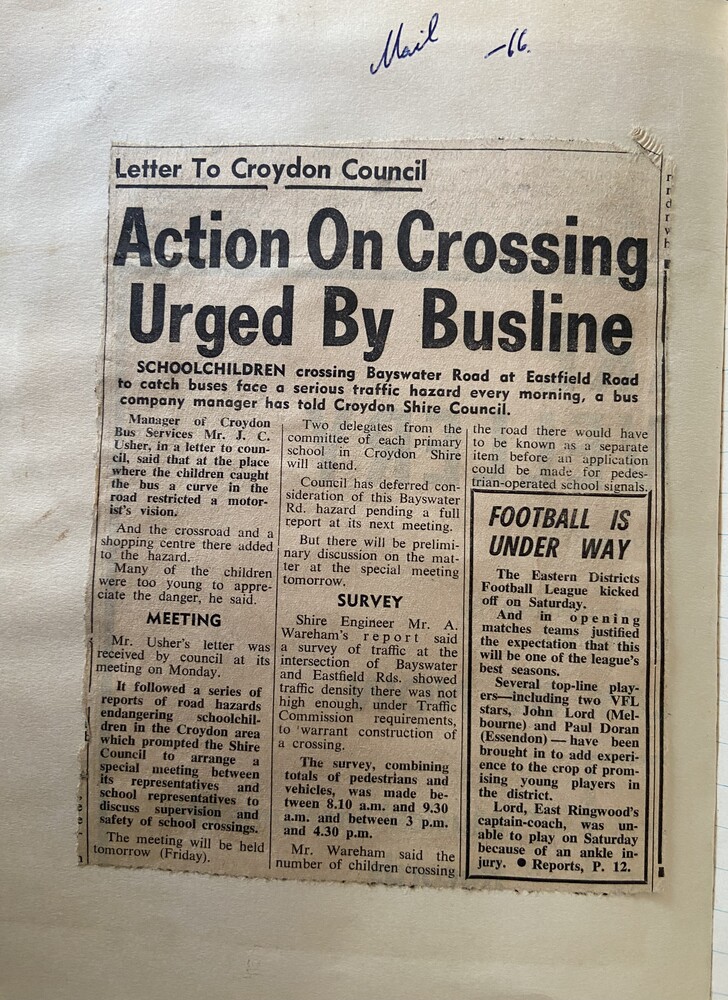 Mail -66.
Letter To Croydon Council
Action On Crossing
Urged By Busline
SCHOOLCHILDREN crossing Bayswater Road at Eastfield Road
to catch buses face a serious traffic hazard every morning, a bus
company manager has told Croydon Shire Council.
Manager of Croydon
Bus Services Mr. J. C.
Usher, in a letter to coun-
cil, said that at the place
where the children caught
the bus a curve in the
road restricted a motor-
ist's vision.
And the crossroad and a
shopping centre there added
to the hazard.
Many of the children
were too young to appre-
ciate the danger, he said.
MEETING
Mr. Usher's letter was
received by council at its
meeting on Monday.
It followed a series of
reports of road hazards
endangering schoolchil-
dren in the Croydon area
which prompted the Shire
Council to arrange a
special meeting between
its representatives and
school representatives to
discuss supervision and
safety of school crossings.
The meeting will be held
tomorrow (Friday).
Two delegates from the
committee of each primary
school in Croydon Shire
will attend.
Council has deferred con-
sideration of this Bayswater
Rd. hazard pending a full
report at its next meeting.
But there will be prelimi-
nary discussion on the mat-
ter at the special meeting
tomorrow.
SURVEY
Shire Engineer Mr. A.
Wareham's report said
a survey of traffic at the
intersection of Bayswater
and Eastfield Rds. showed
traffic density there was not
high enough, under Traffic
Commission requirements,
to warrant construction of
a crossing.
The survey, combining
totals of pedestrians and
vehicles, was made be-
tween 8.10 a.m. and 9.30
a.m. and between 3 p.m.
and 4.30 p.m.
Mr. Wareham said the
number of children crossing
the road there would have
to be known as a separate
item before an application
could be made for pedes-
trian-operated school signals.
FOOTBALL IS
UNDER WAY
The Eastern Districts
Football League kicked
off on Saturday.
And in opening
matches teams justified
the expectation that this
will be one of the league's
best seasons.
Several top-line play-
ers—including two VFL
stars, John Lord (Mel-
bourne) and Paul Doran
(Essendon) — have been
brought in to add experi-
ence to the crop of prom-
ising young players in
the district.
Lord, East Ringwood's
captain-coach, was un-
able to play on Saturday
because of an ankle in-
jury. ● Reports, P. 12.